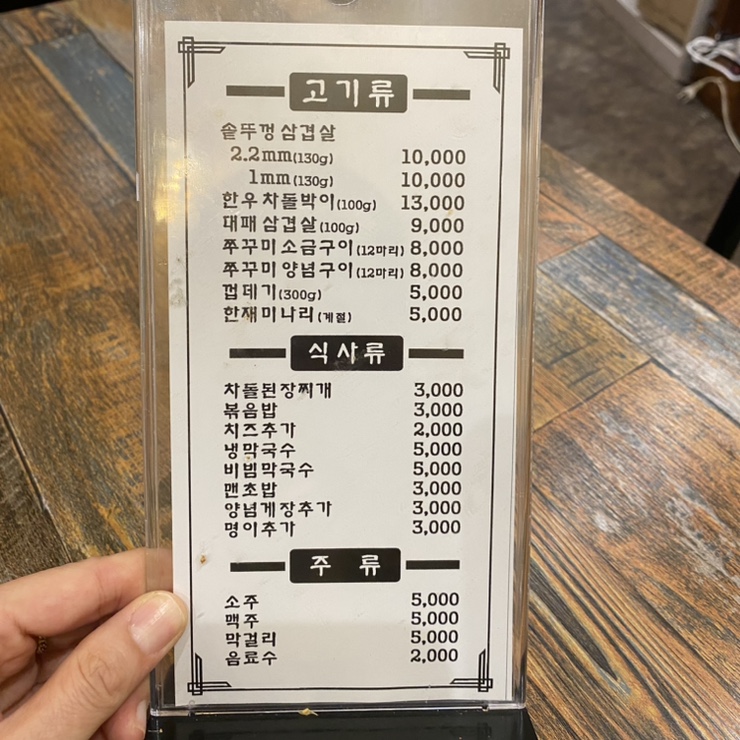 고기류
솥뚜껑 삼겹살
2.2mm(130g) 10,000
1mm(130g) 10,000
한우 차돌박이(100g) 13,000
대패 삼겹살(100g) 9,000
쭈꾸미 소금구이(12마리) 8,000
쭈꾸미 양념구이(12마리) 8,000
껍데기(300g) 5,000
한재미나리(계절) 5,000
식사류
차돌된장찌개 3,000
볶음밥 3,000
치즈추가 2,000
냉막국수 5,000
비빔막국수 5,000
맨초밥 3,000
양념게장추가 3,000
명이추가 3,000
주 류
소주 5,000
맥주 5,000
막걸리 5,000
음료수 2,000